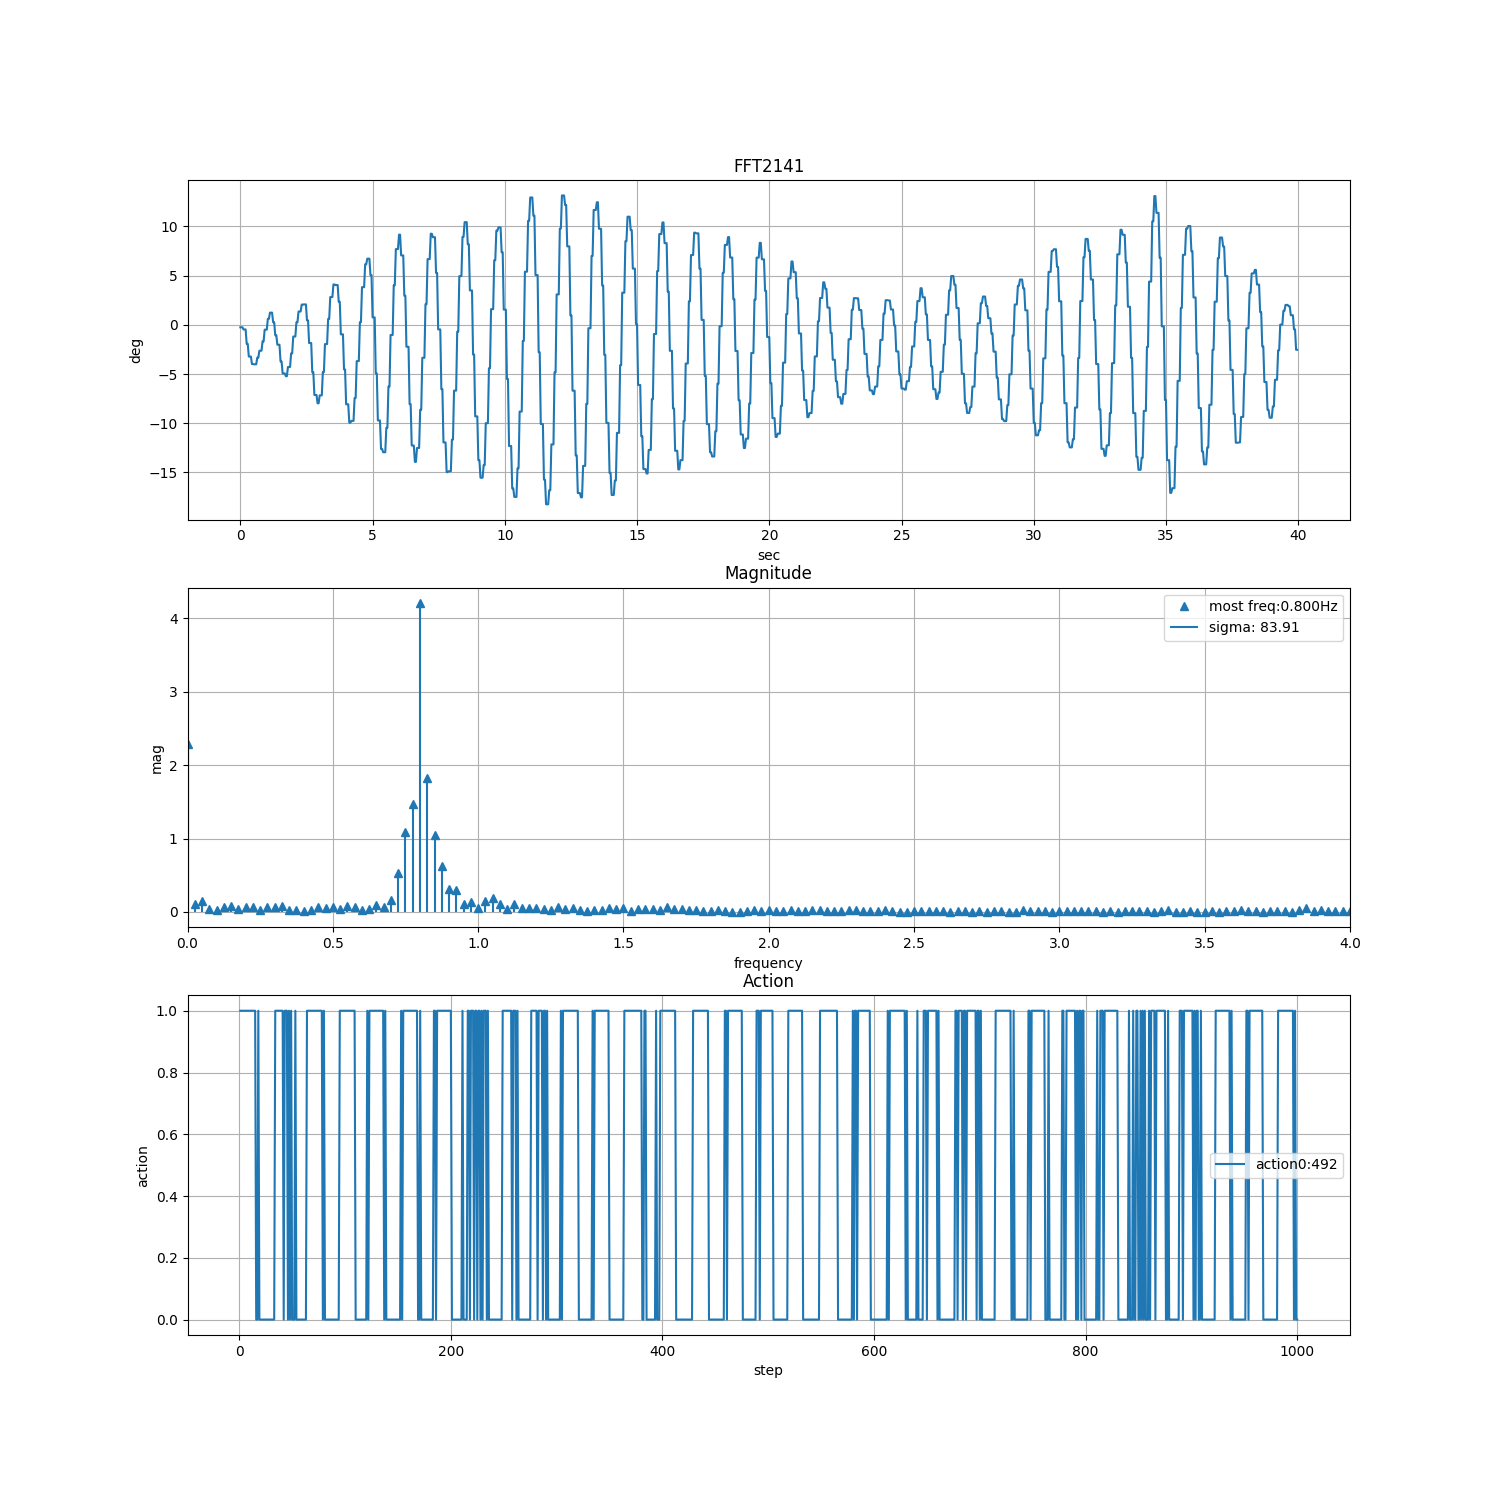 FFT2141
10
5
0
−5
−10
−15
deg
0 5 10 15 20 25 30 35 40
sec
Magnitude
most freq:0.800Hz
sigma: 83.91
4
3
2
1
0
mag
0.0 0.5 1.0 1.5 2.0 2.5 3.0 3.5 4.0
frequency
Action
1.0
0.8
0.6
0.4
0.2
0.0
action
action0:492
0 200 400 600 800 1000
step